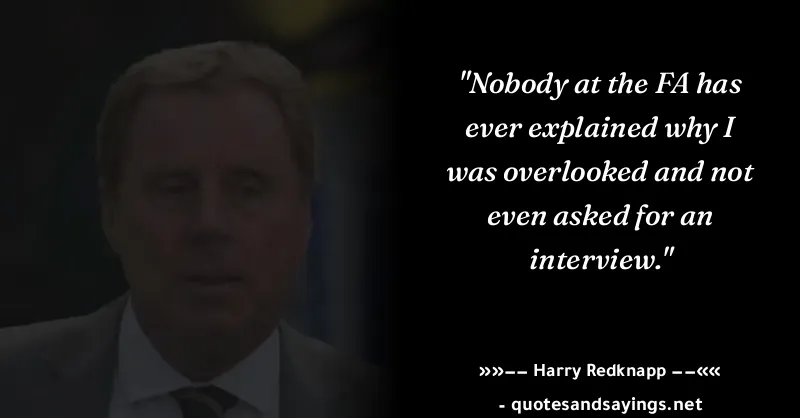 "Nobody at the FA has
ever explained why I
was overlooked and not
even asked for an
interview."
»»−− Harry Redknapp −−««
- quotesandsayings.net